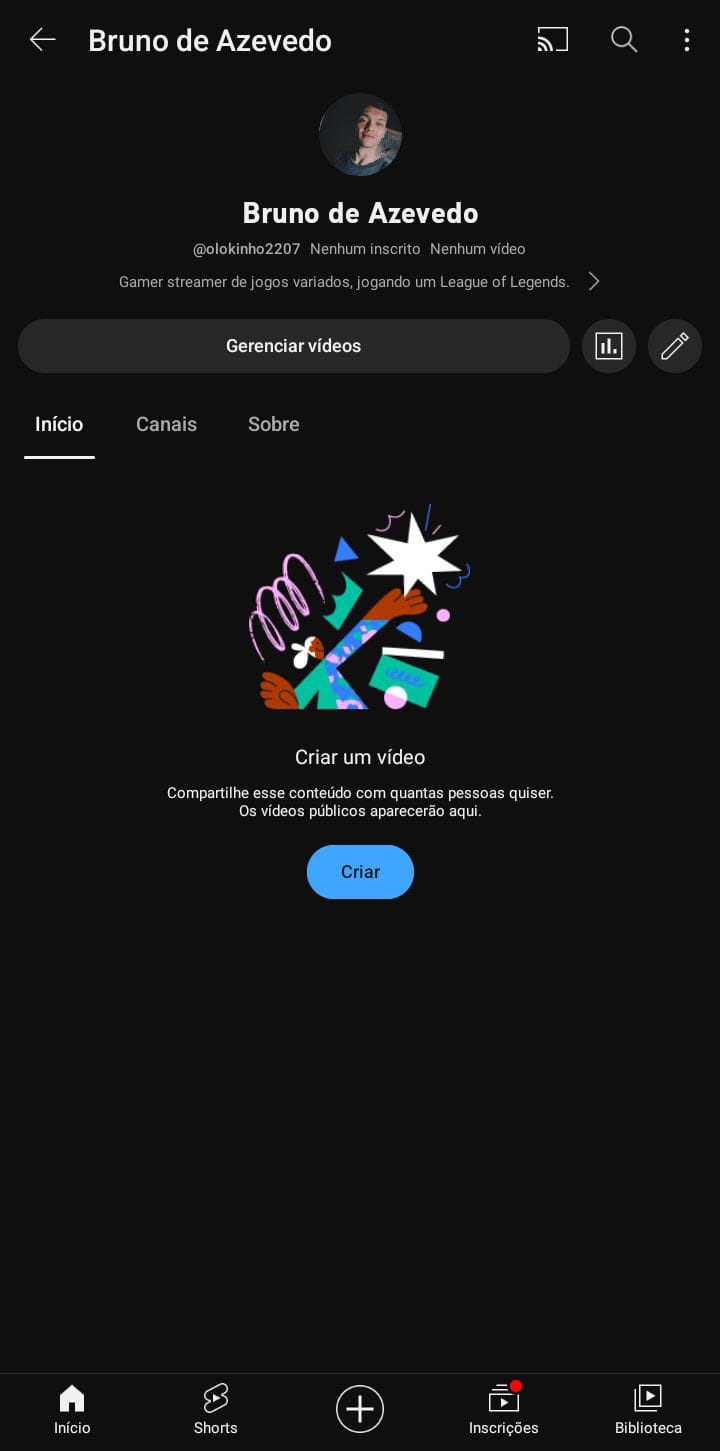 Bruno de Azevedo
Bruno de Azevedo
@olokinho2207 Nenhum inscrito Nenhum vídeo
Gamer streamer de jogos variados, jogando um League of Legends.
Gerenciar vídeos
Início Canais Sobre
Criar um vídeo
Compartilhe esse conteúdo com quantas pessoas quiser.
Os vídeos públicos aparecerão aqui.
Criar
Início Shorts Inscrições Biblioteca